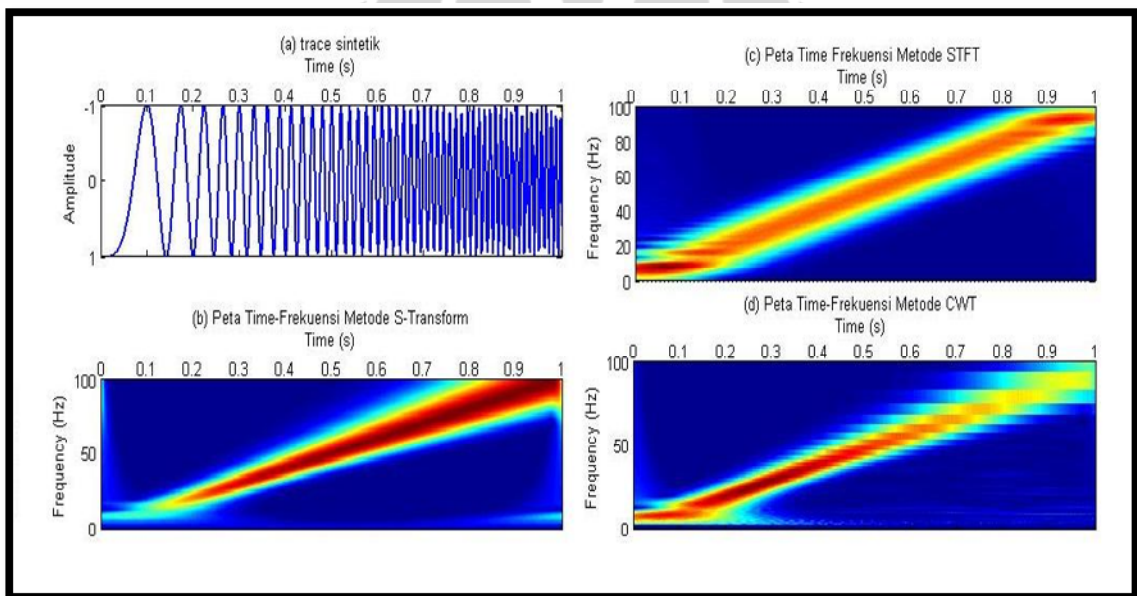 (a) trace sintetik
Time (s)
0 0.1 0.2 0.3 0.4 0.5 0.6 0.7 0.8 0.9 1
-1
0
1
Amplitude
(b) Peta Time-Frekuensi Metode S-Transform
Time (s)
0 0.1 0.2 0.3 0.4 0.5 0.6 0.7 0.8 0.9 1
100
50
0
Frequency (Hz)
(c) Peta Time Frekuensi Metode STFT
Time (s)
0 0.1 0.2 0.3 0.4 0.5 0.6 0.7 0.8 0.9 1
100
80
60
40
20
0
Frequency (Hz)
(d) Peta Time-Frekuensi Metode CWT
Time (s)
0 0.1 0.2 0.3 0.4 0.5 0.6 0.7 0.8 0.9 1
100
50
0
Frequency (Hz)